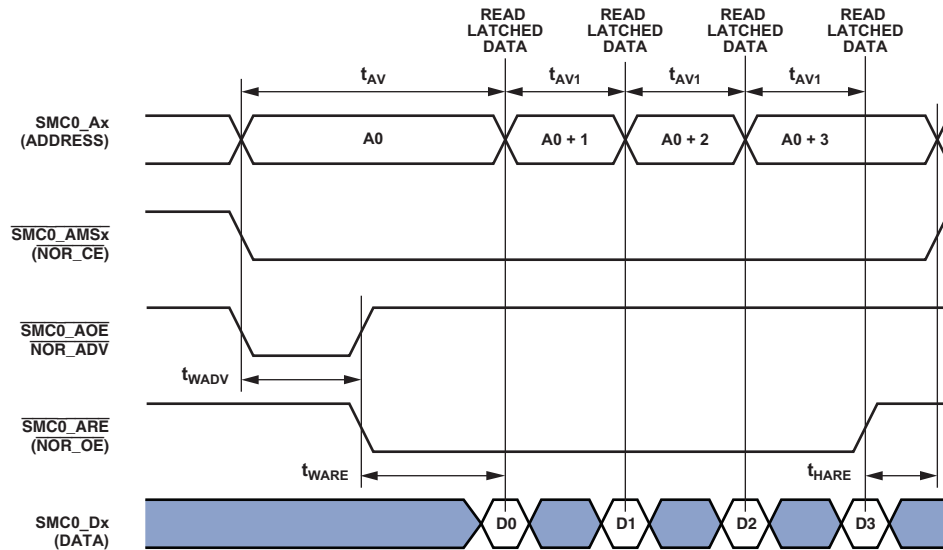 READ LATCHED DATA
READ LATCHED DATA
READ LATCHED DATA
READ LATCHED DATA
tAV
tAV1
tAV1
tAV1
SMC0_Ax
(ADDRESS)
A0
A0 + 1
A0 + 2
A0 + 3
SMC0_AMSx
(NOR_CE)
SMC0_AOE
NOR_ADV
tWADV
SMC0_ARE
(NOR_OE)
tWARE
tHARE
SMC0_Dx
(DATA)
D0
D1
D2
D3